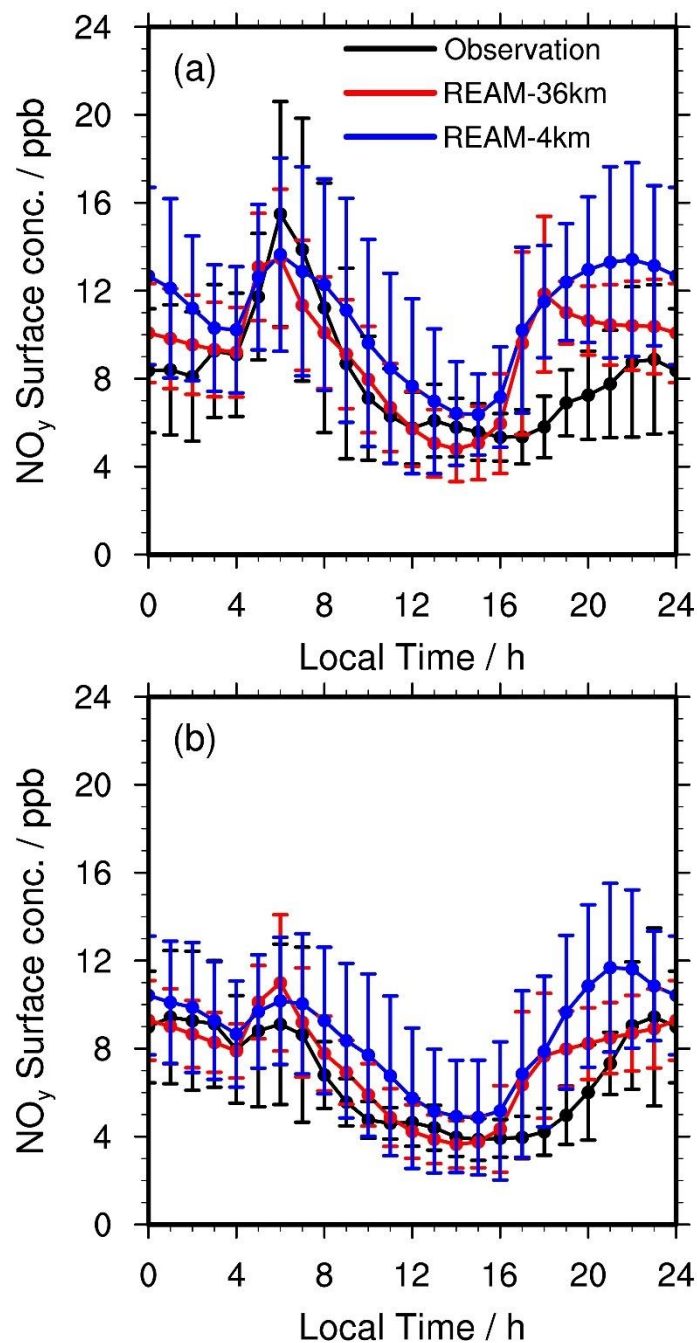 24
20
16
12
8
4
0
NOy Surface conc. / ppb
(a)
Observation
REAM-36km
REAM-4km
0 4 8 12 16 20 24
Local Time / h
24
20
16
12
8
4
0
NOy Surface conc. / ppb
(b)
0 4 8 12 16 20 24
Local Time / h